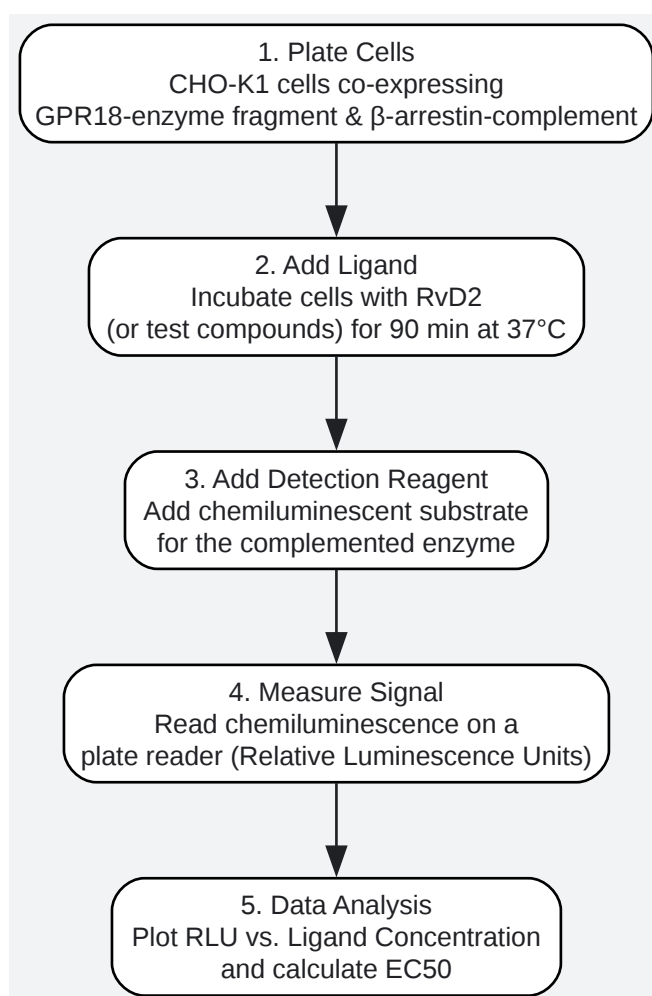 1. Plate Cells
CHO-K1 cells co-expressing
GPR18-enzyme fragment & β-arrestin-complement
2. Add Ligand
Incubate cells with RvD2
(or test compounds) for 90 min at 37°C
3. Add Detection Reagent
Add chemiluminescent substrate
for the complemented enzyme
4. Measure Signal
Read chemiluminescence on a
plate reader (Relative Luminescence Units)
5. Data Analysis
Plot RLU vs. Ligand Concentration
and calculate EC50